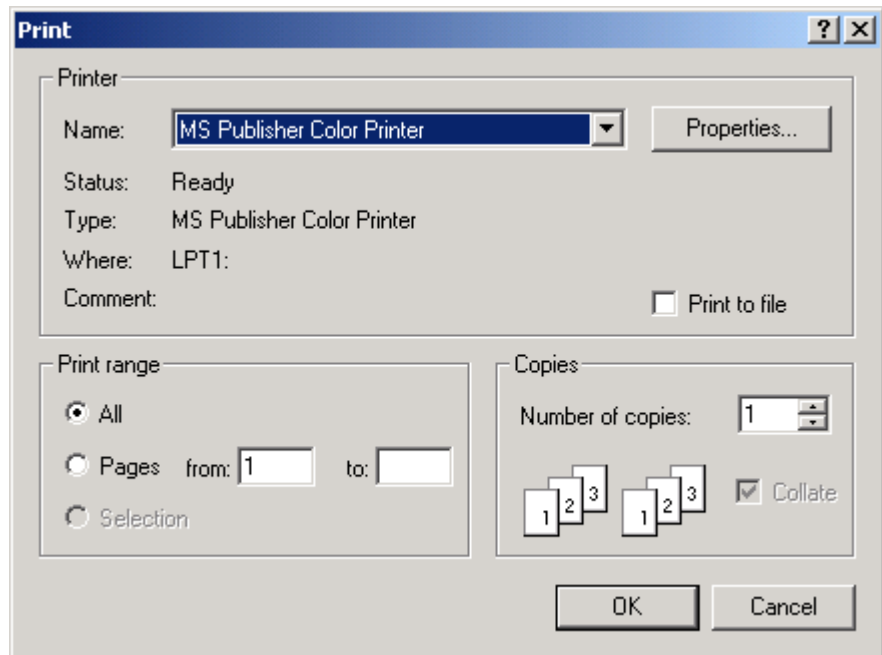 Print
Printer
Name: MS Publisher Color Printer Properties...
Status: Ready
Type: MS Publisher Color Printer
Where: LPT1:
Comment: Print to file
Print range
All
Pages from: 1 to:
Selection
Copies
Number of copies: 1
1 2 3 1 2 3 Collate
OK Cancel